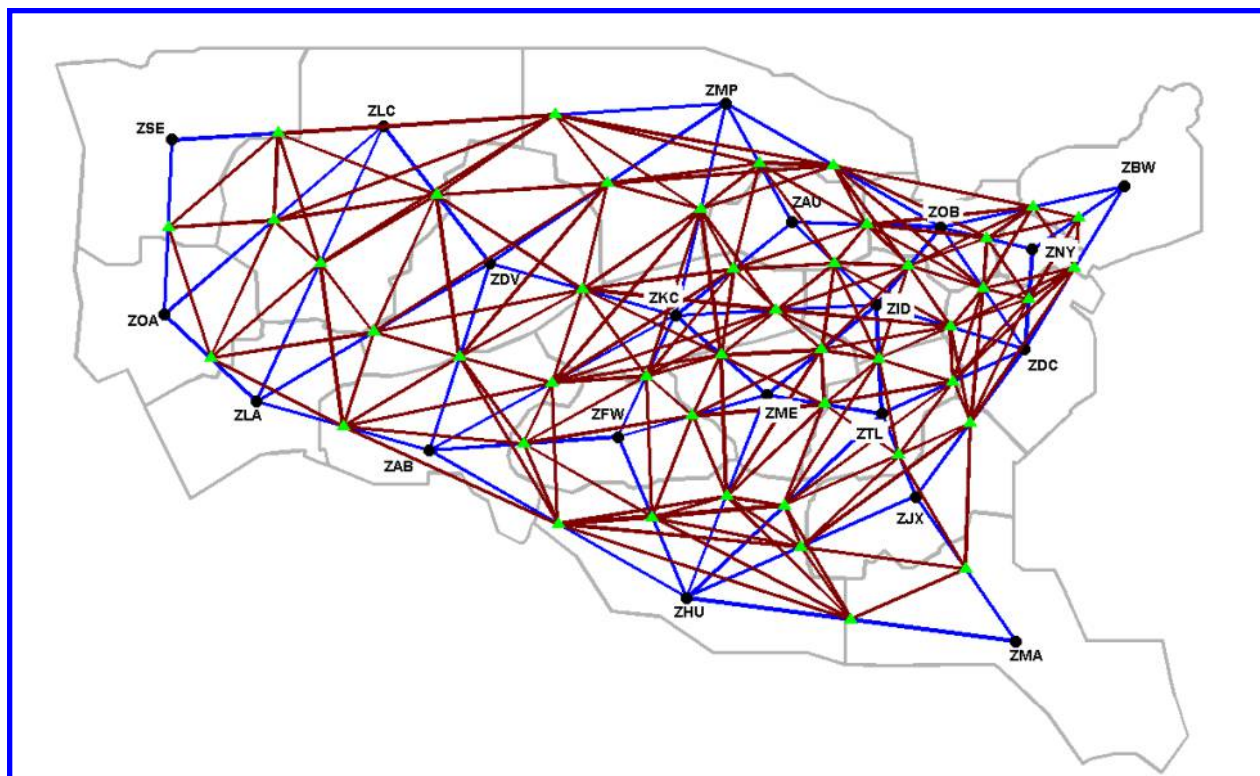 ZMP
ZLC
ZSE
ZBW
ZAU
ZOB
ZNY
ZDV
ZKC
ZID
ZOA
ZDC
ZLA
ZFW
ZME
ZTL
ZAB
ZJX
ZHU
ZMA